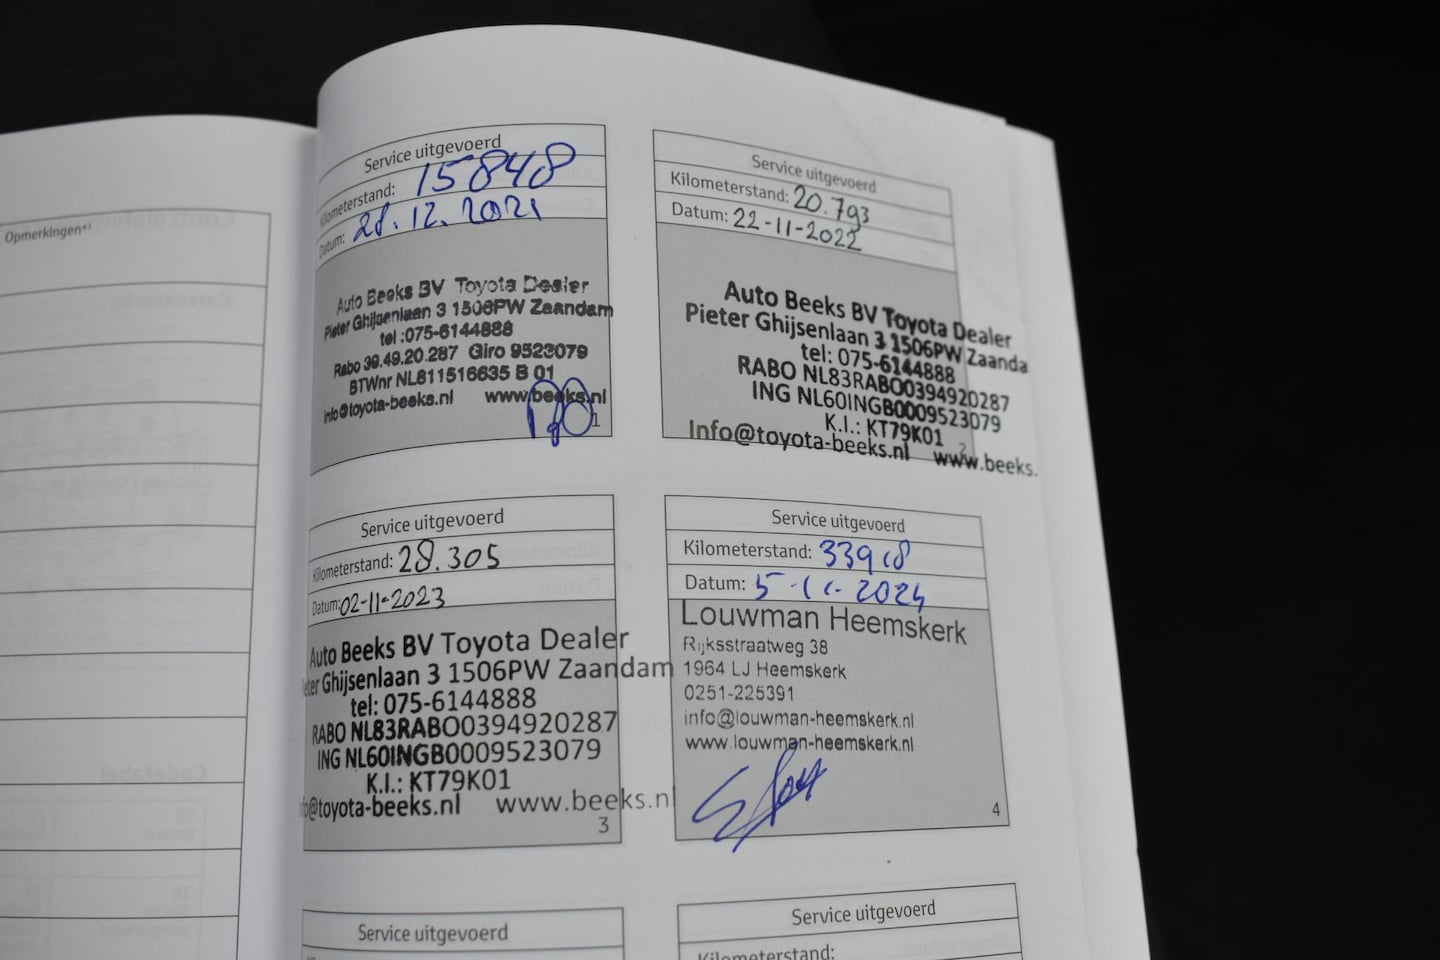 Opmerkingen*¹
Service uitgevoerd
Kilometerstand: 15848
Datum: 28.12.2021
Auto Beeks BV Toyota Dealer
Pieter Ghijsenlaan 3 1506PW Zaandam
tel :075-6144888
Rabo 39.49.20.287 Giro 9523079
BTWnr NL811516635 B 01
info@toyota-beeks.nl www.beeks.nl
1
Service uitgevoerd
Kilometerstand: 20.793
Datum: 22-11-2022
Auto Beeks BV Toyota Dealer
Pieter Ghijsenlaan 3 1506PW Zaanda
tel: 075-6144888
RABO NL83RABO0394920287
ING NL60INGB0009523079
K.I.: KT79K01
Info@toyota-beeks.nl www.beeks.
2
Service uitgevoerd
Kilometerstand: 28.305
Datum: 02-11-2023
Auto Beeks BV Toyota Dealer
eter Ghijsenlaan 3 1506PW Zaandam
tel: 075-6144888
RABO NL83RABO0394920287
ING NL60INGB0009523079
K.I.: KT79K01
fo@toyota-beeks.nl www.beeks.nl
3
Service uitgevoerd
Kilometerstand: 33918
Datum: 5-11-2024
Louwman Heemskerk
Rijksstraatweg 38
1964 LJ Heemskerk
0251-225391
info@louwman-heemskerk.nl
www.louwman-heemskerk.nl
4
Service uitgevoerd
Service uitgevoerd
Kilometerstand: